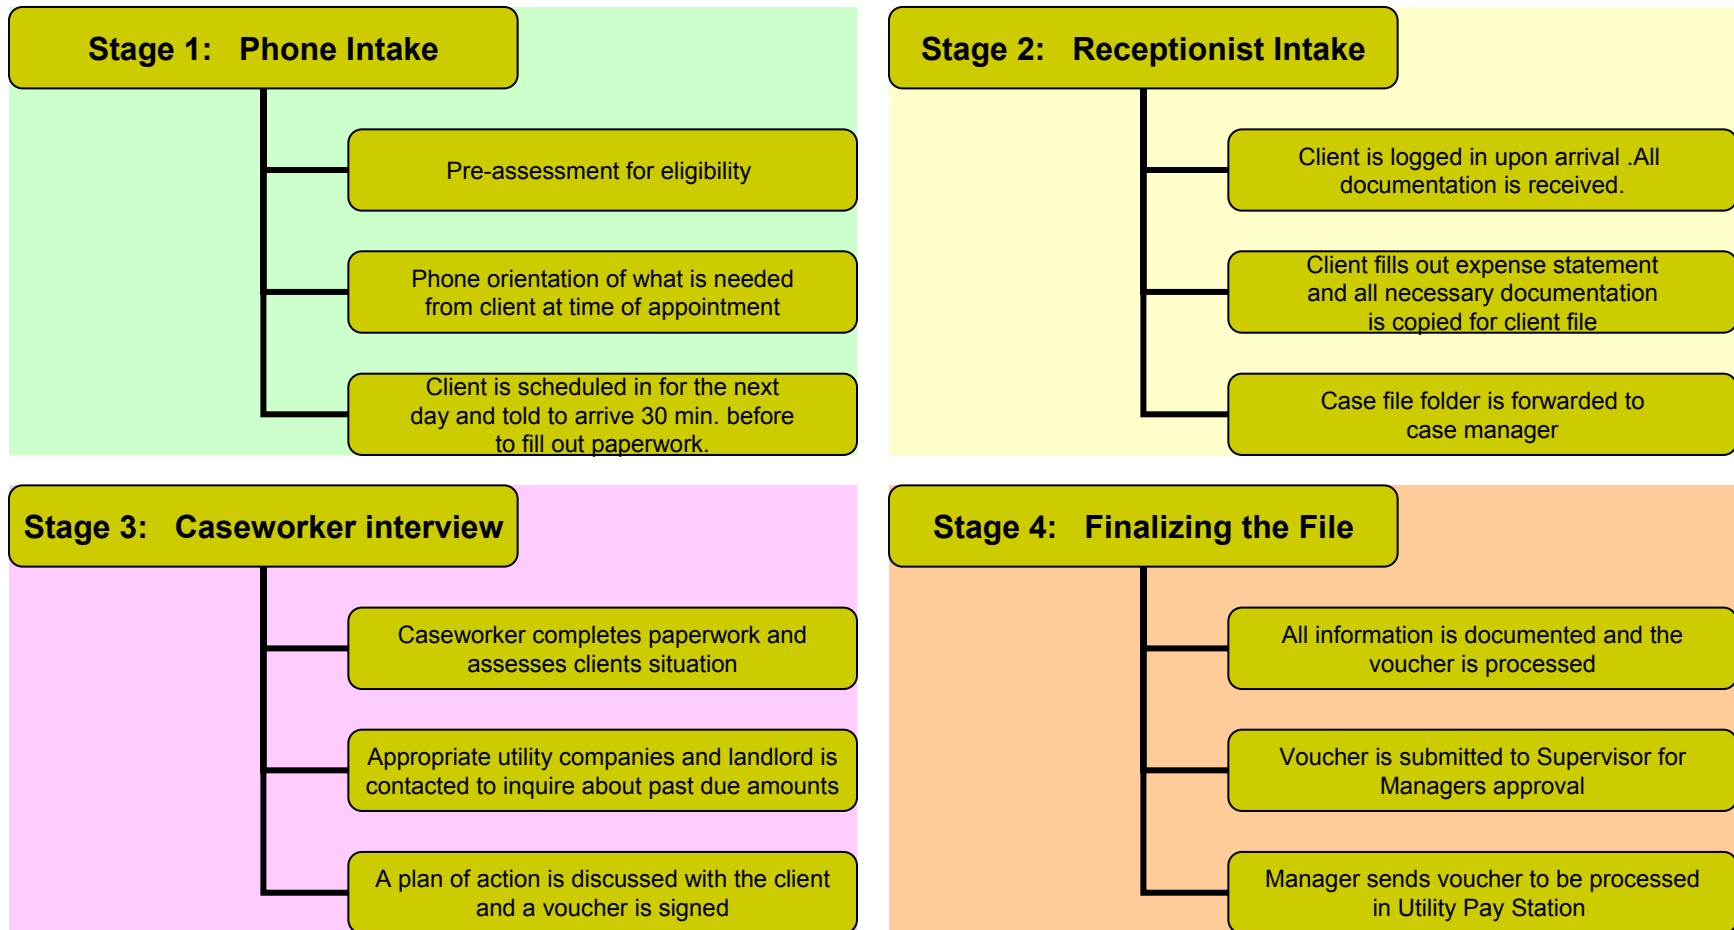 Stage 1: Phone Intake
Pre-assessment for eligibility
Phone orientation of what is needed
from client at time of appointment
Client is scheduled in for the next
day and told to arrive 30 min. before
to fill out paperwork.
Stage 2: Receptionist Intake
Client is logged in upon arrival .All
documentation is received.
Client fills out expense statement
and all necessary documentation
is copied for client file
Case file folder is forwarded to
case manager
Stage 3: Caseworker interview
Caseworker completes paperwork and
assesses clients situation
Appropriate utility companies and landlord is
contacted to inquire about past due amounts
A plan of action is discussed with the client
and a voucher is signed
Stage 4: Finalizing the File
All information is documented and the
voucher is processed
Voucher is submitted to Supervisor for
Managers approval
Manager sends voucher to be processed
in Utility Pay Station